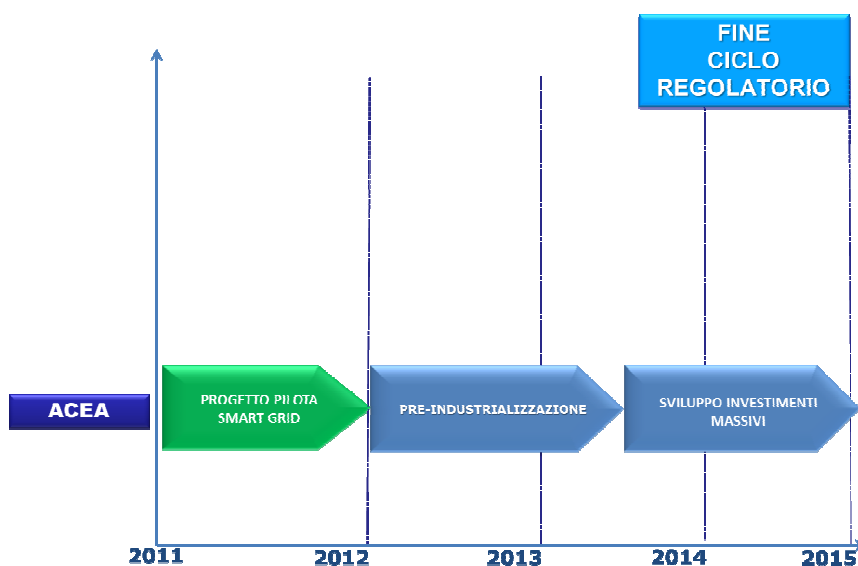 FINE
CICLO
REGOLATORIO
ACEA
PROGETTO PILOTA
SMART GRID
PRE-INDUSTRIALIZZAZIONE
SVILUPPO INVESTIMENTI
MASSIVI
2011
2012
2013
2014
2015